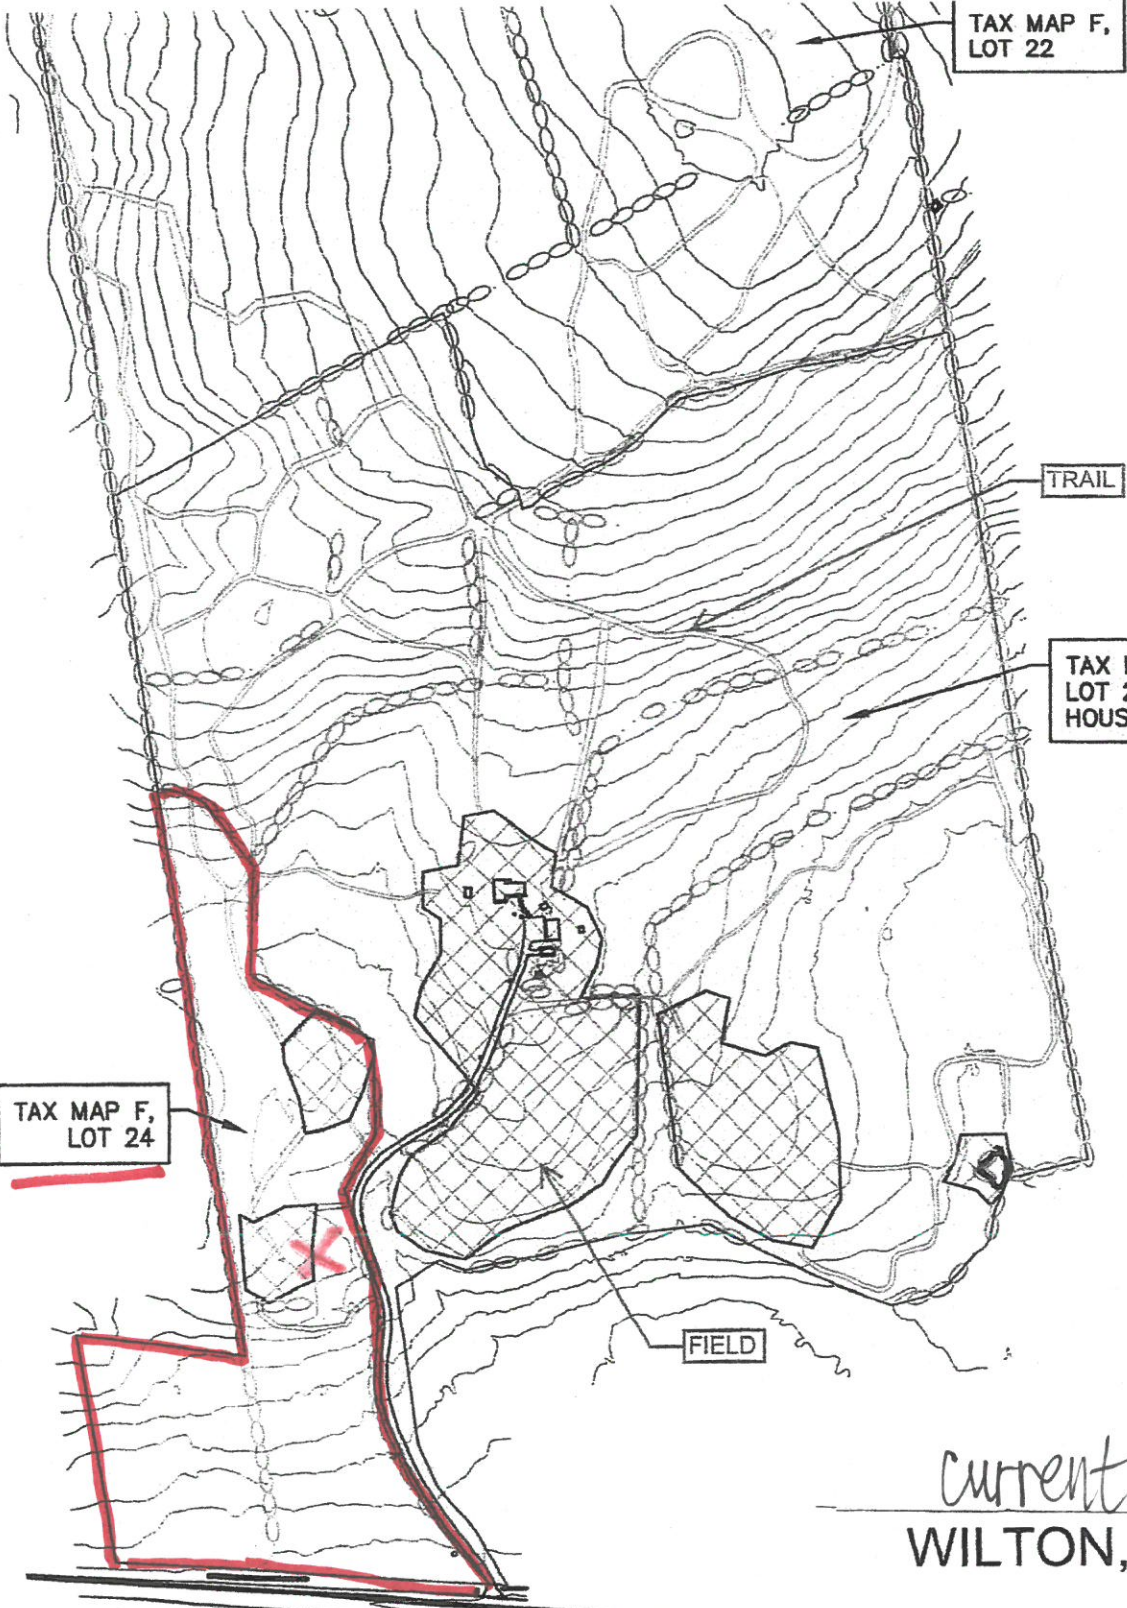 TAX MAP F,
LOT 22
TRAIL
TAX
LOT
HOUS
TAX MAP F,
LOT 24
X
FIELD
current
WILTON,